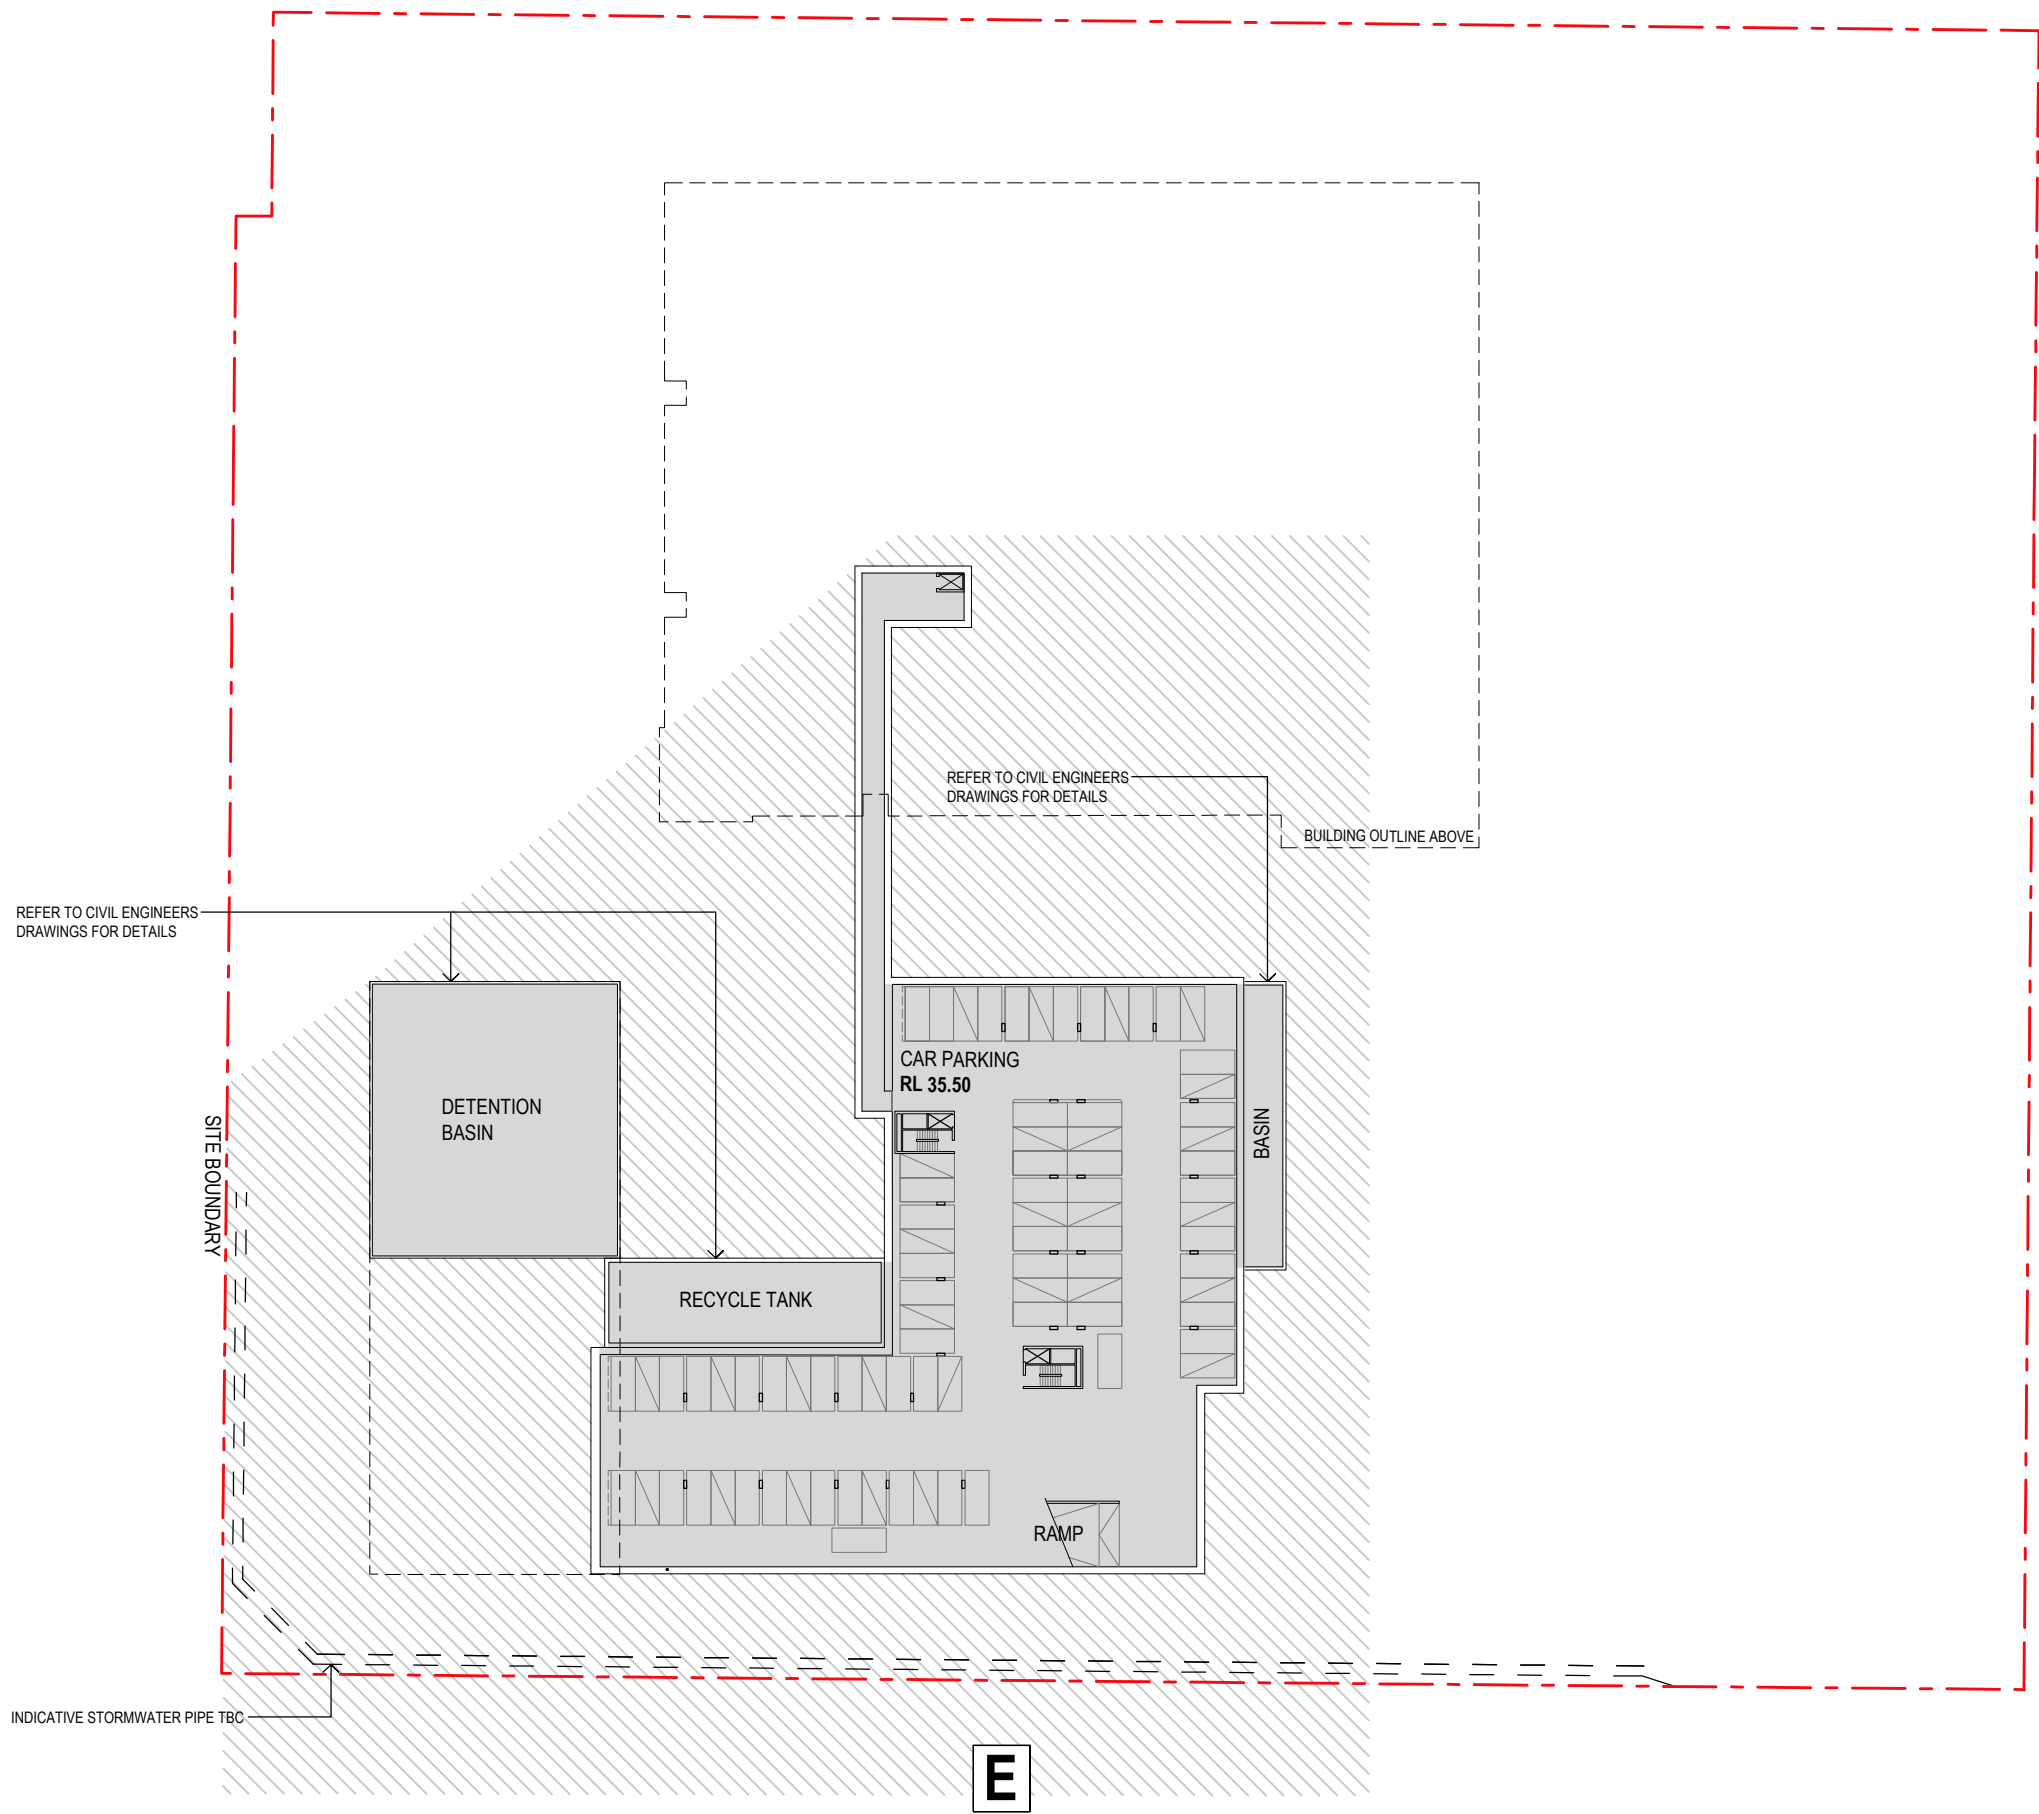 REFER TO CIVIL ENGINEERS
DRAWINGS FOR DETAILS
BUILDING OUTLINE ABOVE
REFER TO CIVIL ENGINEERS
DRAWINGS FOR DETAILS
CAR PARKING
RL 35.50
DETENTION
BASIN
BASIN
SITE BOUNDARY
RECYCLE TANK
RAMP
INDICATIVE STORMWATER PIPE TBC
E